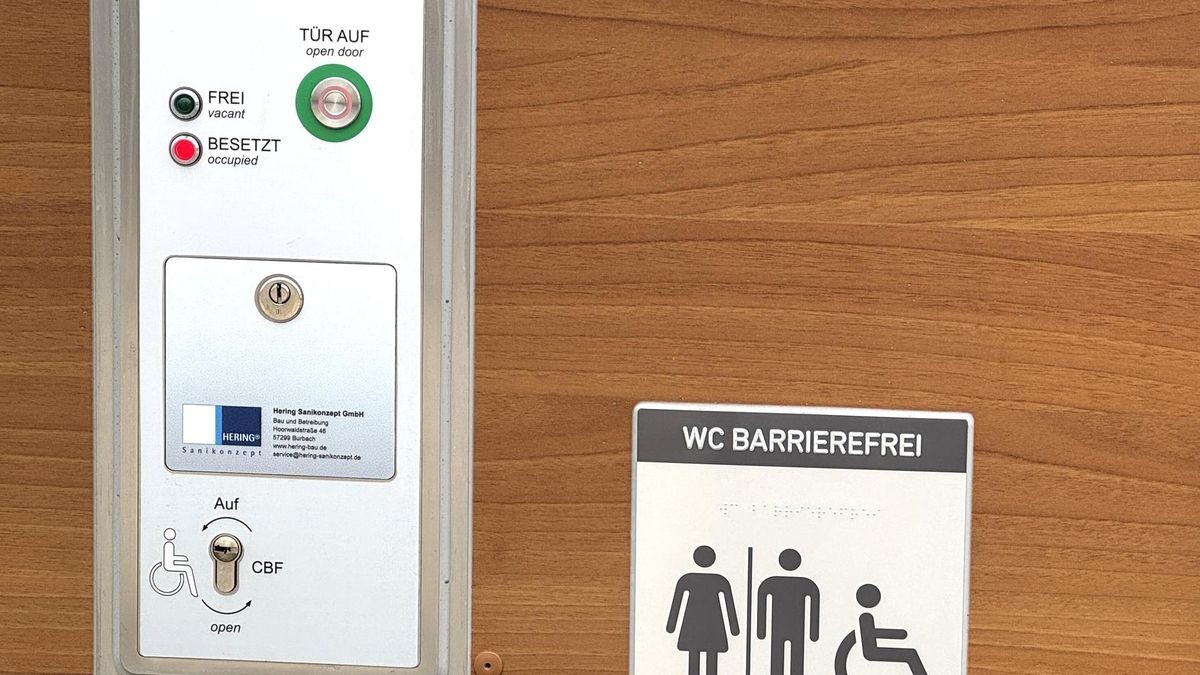 TÜR AUF
open door
FREI
vacant
BESETZT
occupied
HERING®
Sanikonzept
Hering Sanikonzept GmbH
Bau und Betreibung
Hoorwaldstraße 46
57299 Burbach
www.hering-bau.de
service@hering-sanikonzept.de
Auf
CBF
open
WC BARRIEREFREI